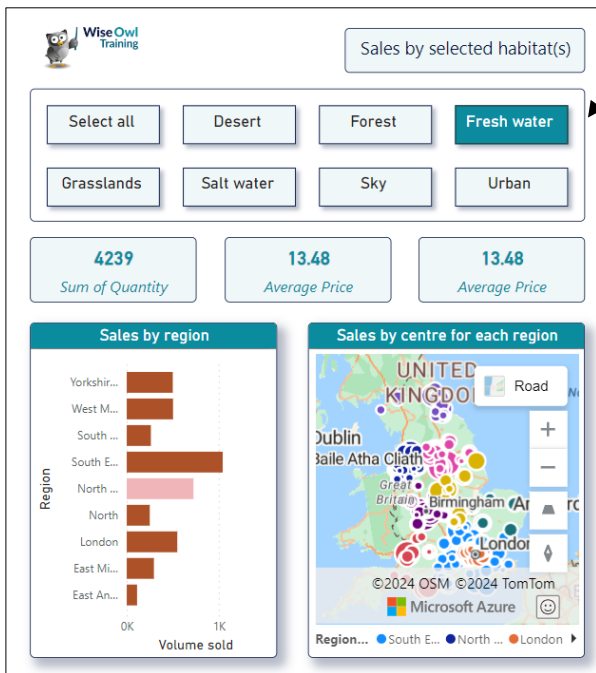 Wise Owl
Training
Sales by selected habitat(s)
Select all
Desert
Forest
Fresh water
Grasslands
Salt water
Sky
Urban
4239
Sum of Quantity
13.48
Average Price
13.48
Average Price
Sales by region
Region
Yorkshir...
West M...
South ...
South E...
North ...
North
London
East Mi...
East An...
0K
1K
Volume sold
Sales by centre for each region
UNITED
KINGDO
Road
Dublin
Baile Atha Cliath
Great
Britain
Birmingham
London
©2024 OSM ©2024 TomTom
Microsoft Azure
Region... South E... North ... London